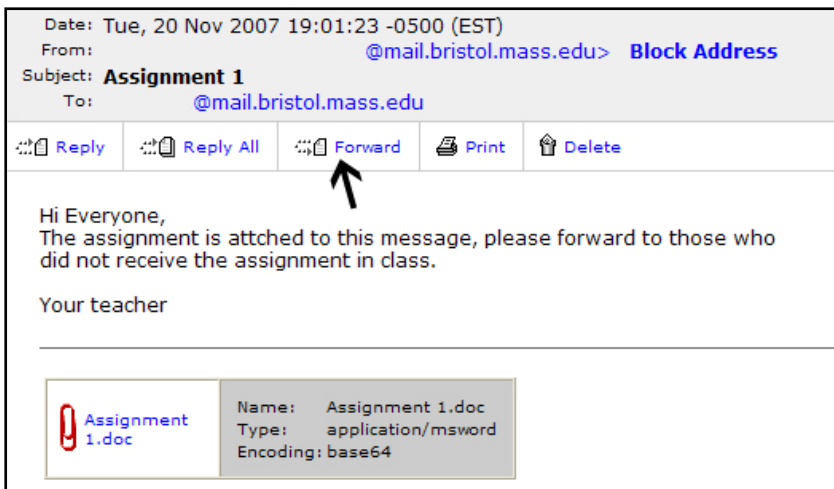 Date: Tue, 20 Nov 2007 19:01:23 -0500 (EST)
From: @mail.bristol.mass.edu> Block Address
Subject: Assignment 1
To: @mail.bristol.mass.edu
Reply Reply All Forward Print Delete
Hi Everyone,
The assignment is attched to this message, please forward to those who
did not receive the assignment in class.
Your teacher
Assignment
1.doc
Name: Assignment 1.doc
Type: application/msword
Encoding: base64